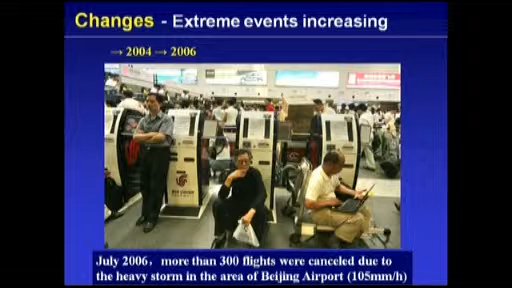 Changes - Extreme events increasing
→ 2004 → 2006
July 2006， more than 300 flights were canceled due to
the heavy storm in the area of Beijing Airport (105mm/h)